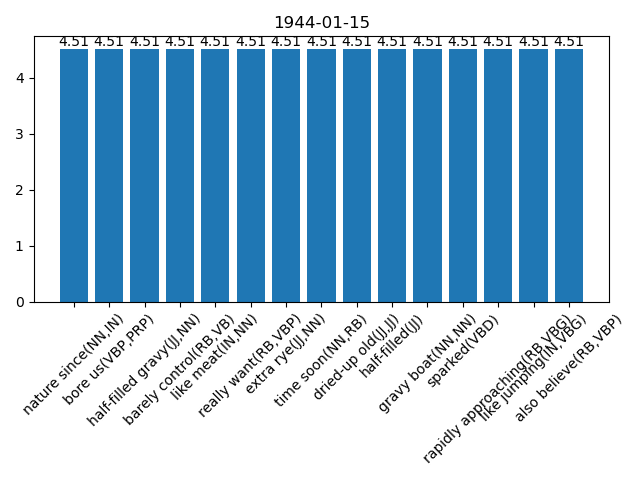 1944-01-15
4.51 4.51 4.51 4.51 4.51 4.51 4.51 4.51 4.51 4.51 4.51 4.51 4.51 4.51 4.51
4
3
2
1
0
nature since(NN,IN)
bore us(VBP,PRP)
half-filled gravy(JJ,NN)
barely control(RB,VB)
like meat(IN,NN)
really want(RB,VBP)
extra rye(JJ,NN)
time soon(NN,RB)
dried-up old(JJ,JJ)
half-filled(JJ)
gravy boat(NN,NN)
sparked(VBD)
rapidly approaching(RB,VBG)
like jumping(IN,VBG)
also believe(RB,VBP)